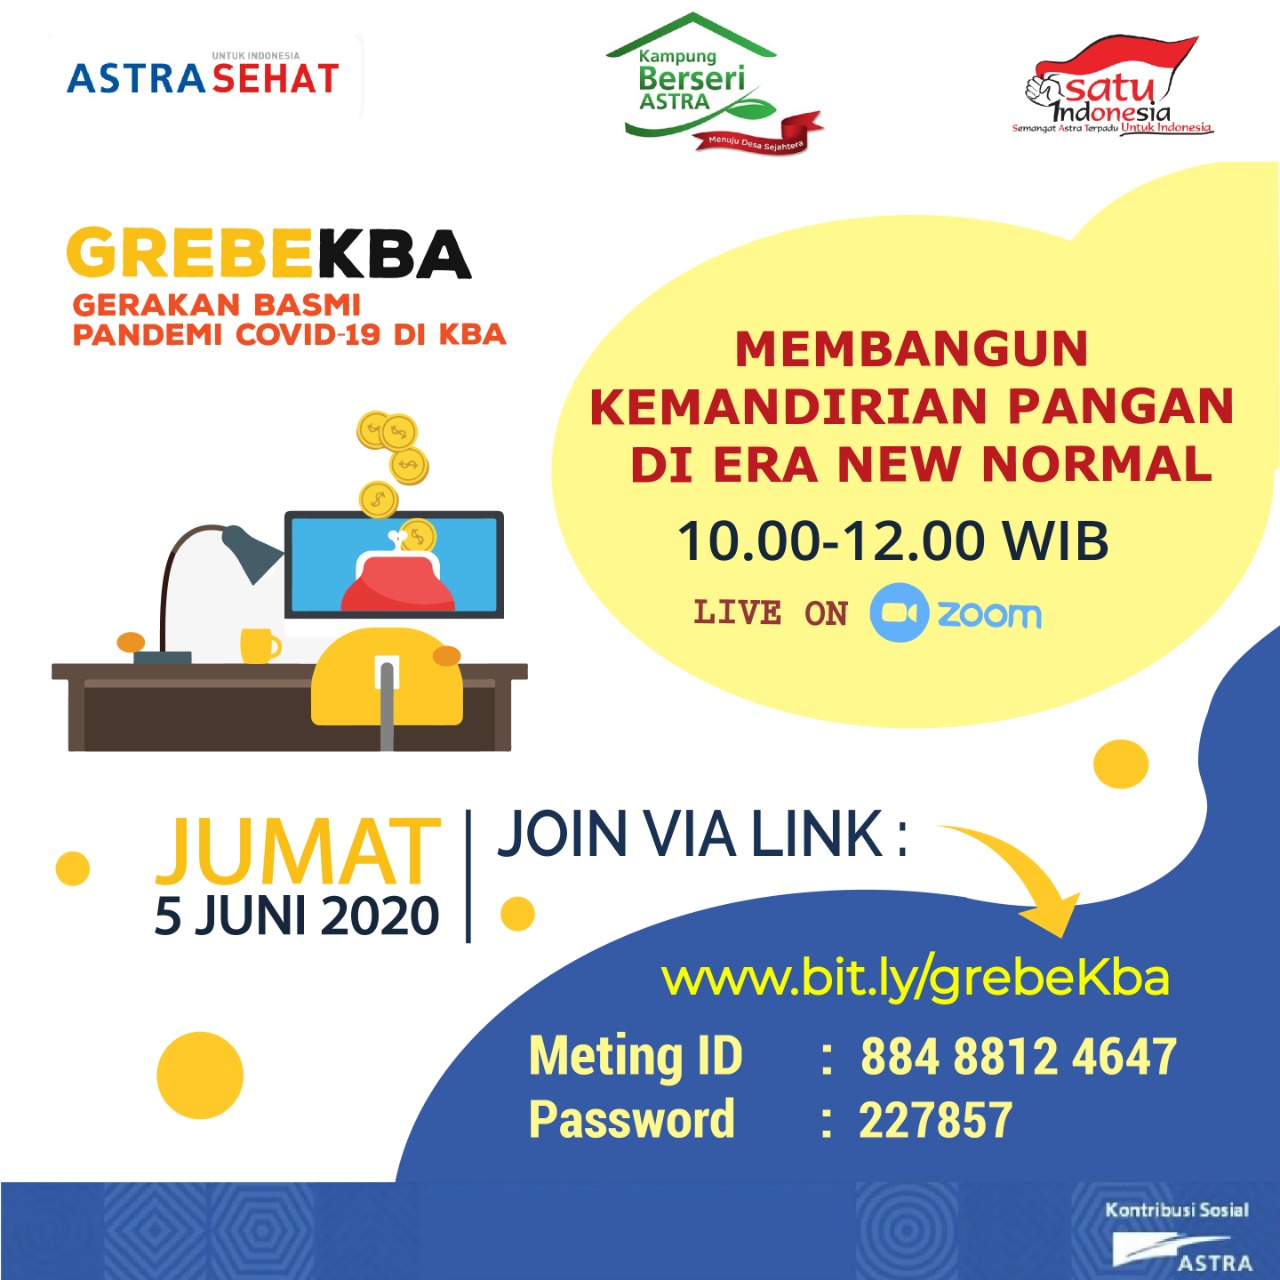 UNTUK INDONESIA
ASTRA SEHAT
Kampung
Berseri
ASTRA
Menuju Desa Sejahtera
satu
Indonesia
Semangat Astra Terpadu Untuk Indonesia
GREBEKBA
GERAKAN BASMI
PANDEMI COVID-19 DI KBA
MEMBANGUN
KEMANDIRIAN PANGAN
DI ERA NEW NORMAL
10.00-12.00 WIB
LIVE ON zoom
JUMAT
5 JUNI 2020
JOIN VIA LINK :
www.bit.ly/grebeKba
Meting ID : 884 8812 4647
Password : 227857
Kontribusi Sosial
ASTRA